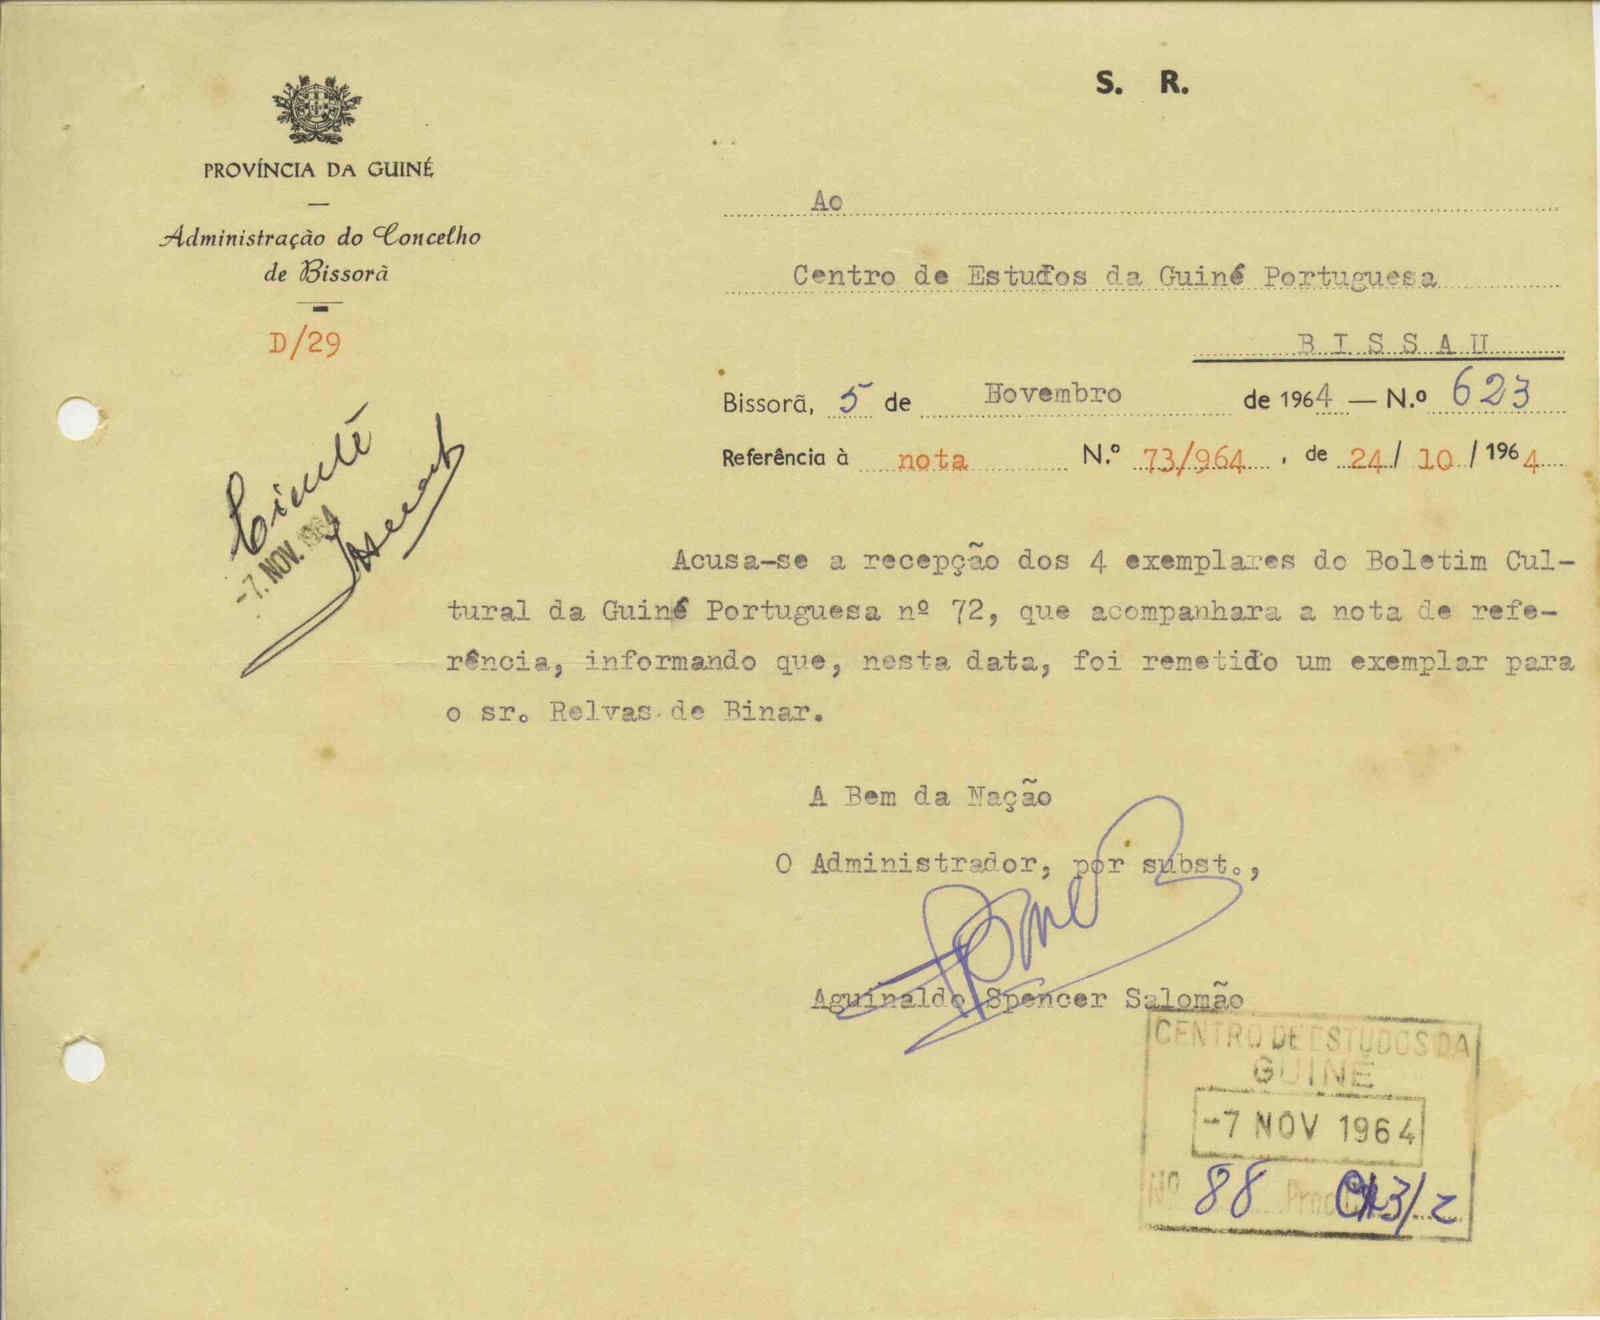 S. R.
PROVÍNCIA DA GUINÉ
Administração do Concelho
de Bissorã
D/29
Ao
Centro de Estudos da Guiné Portuguesa
BISSAU
Bissorã, 5 de Novembro de 1964 — N.º 623
Referência à nota N.º 73/964, de 24/10/1964
-7. NOV. 1964
Acusa-se a recepção dos 4 exemplares do Boletim Cul-
tural da Guiné Portuguesa nº 72, que acompanhara a nota de refe-
rência, informando que, nesta data, foi remetido um exemplar para
o sr. Relvas de Binar.
A Bem da Nação
O Administrador, por subst.,
Aguinaldo Spencer Salomão
CENTRO DE ESTUDOS DA
GUINÉ
-7 NOV 1964
Nº 88 Proc.